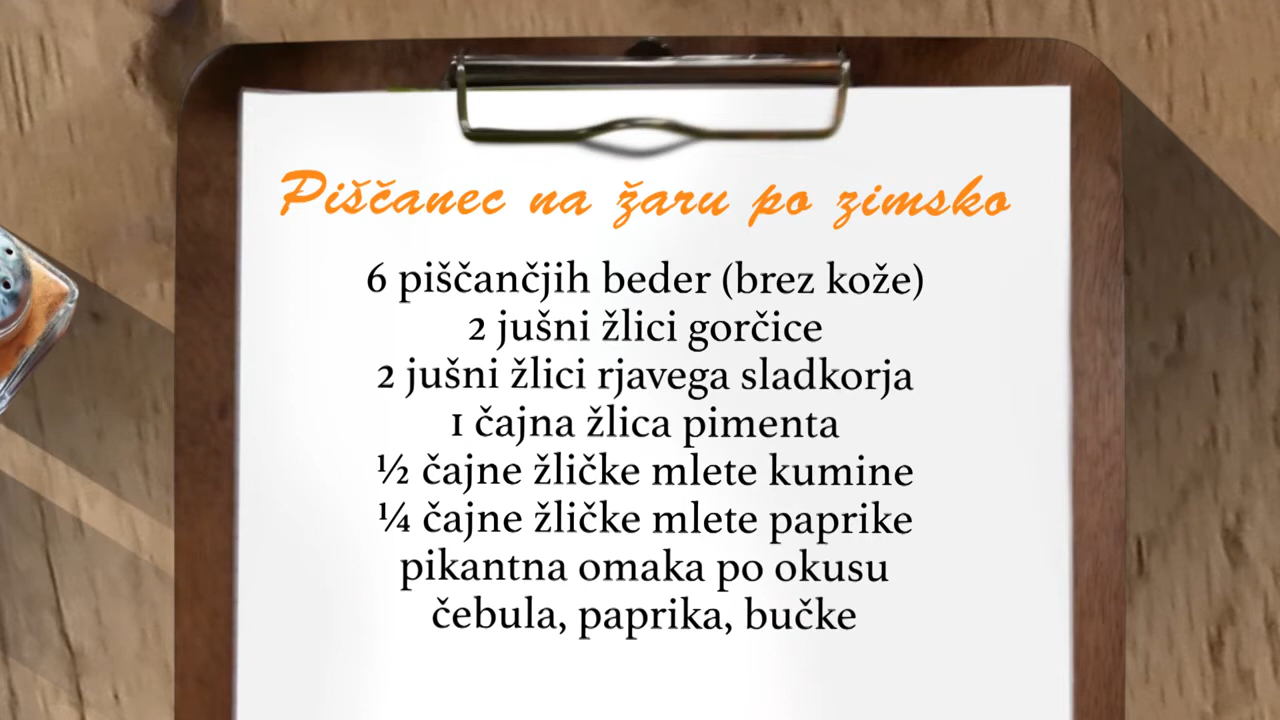 Piščanec na žaru po zimsko
6 piščančjih beder (brez kože)
2 jušni žlici gorčice
2 jušni žlici rjavega sladkorja
1 čajna žlica pimenta
½ čajne žličke mlete kumine
¼ čajne žličke mlete paprike
pikantna omaka po okusu
čebula, paprika, bučke